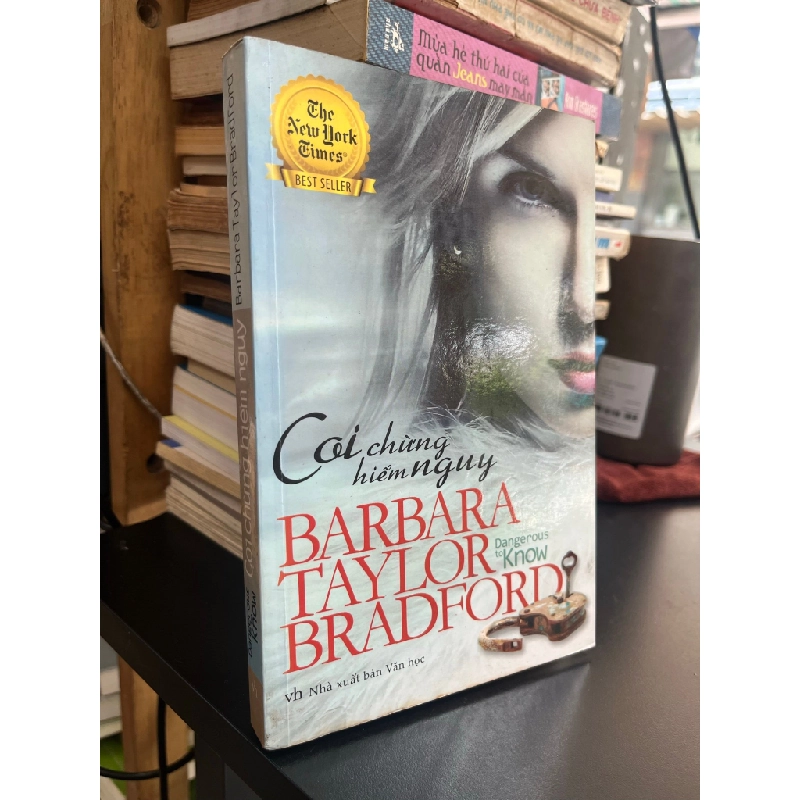 Mùa hè thứ hai của
quần Jeans may mắn
The
New York
Times
BEST SELLER
Coi chừng
hiểm nguy
BARBARA
TAYLOR
BRADFORD
Dangerous
to Know
vh Nhà xuất bản Văn học
Barbara Taylor Bradford
Coi chừng hiểm nguy